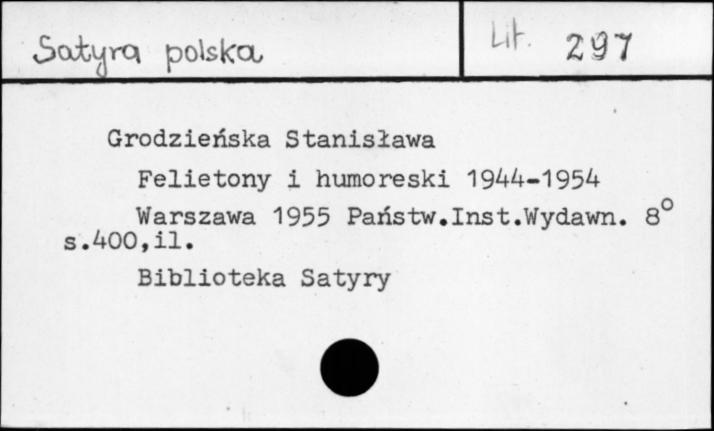 Satyra polska
Lit. 297
Grodzieńska Stanisława
Felietony i humoreski 1944-1954
Warszawa 1955 Państw.Inst.Wydawn. 8°
s.400,il.
Biblioteka Satyry